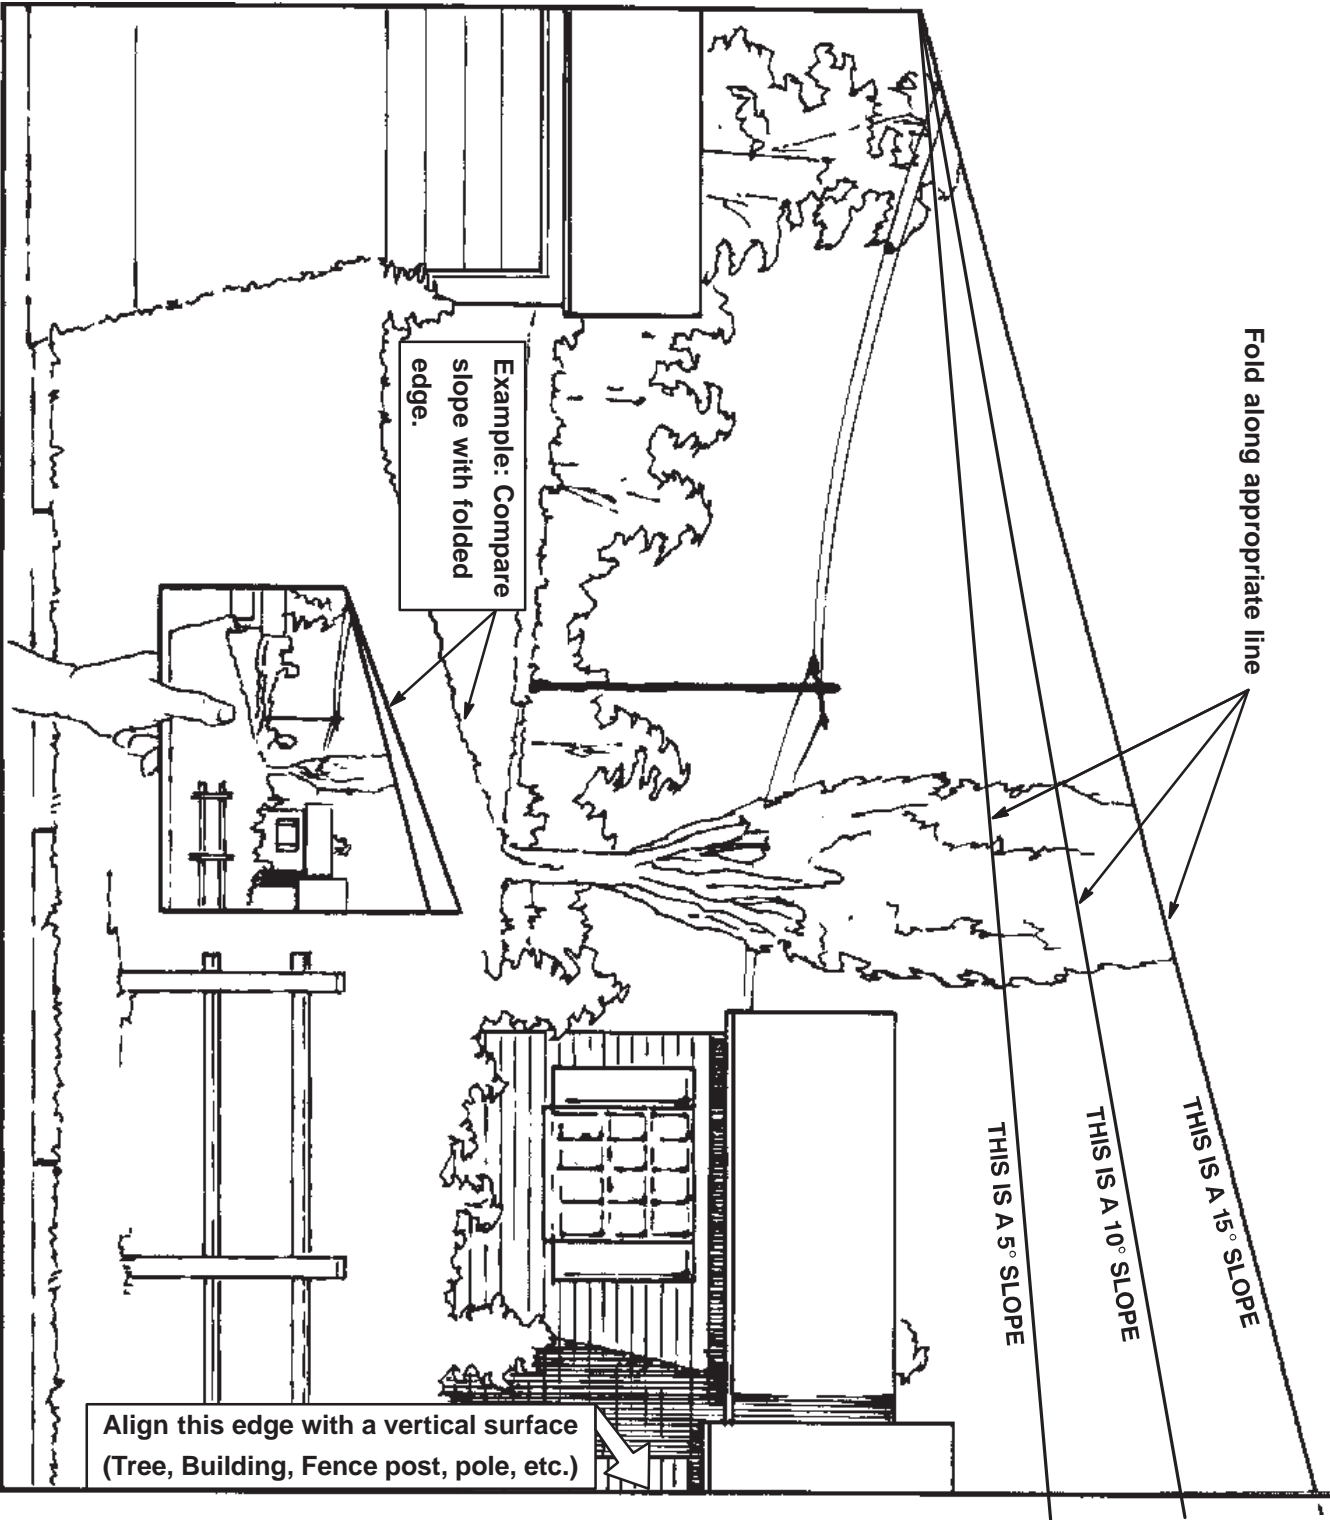 Fold along appropriate line
THIS IS A 15° SLOPE
THIS IS A 10° SLOPE
THIS IS A 5° SLOPE
Example: Compare
slope with folded
edge.
Align this edge with a vertical surface
(Tree, Building, Fence post, pole, etc.)